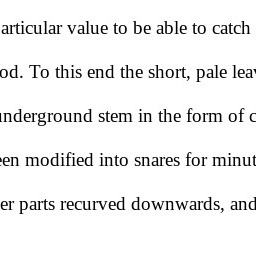 articular value to be able to catch
od. To this end the short, pale leav
underground stem in the form of c
een modified into snares for minut
er parts recurved downwards, and